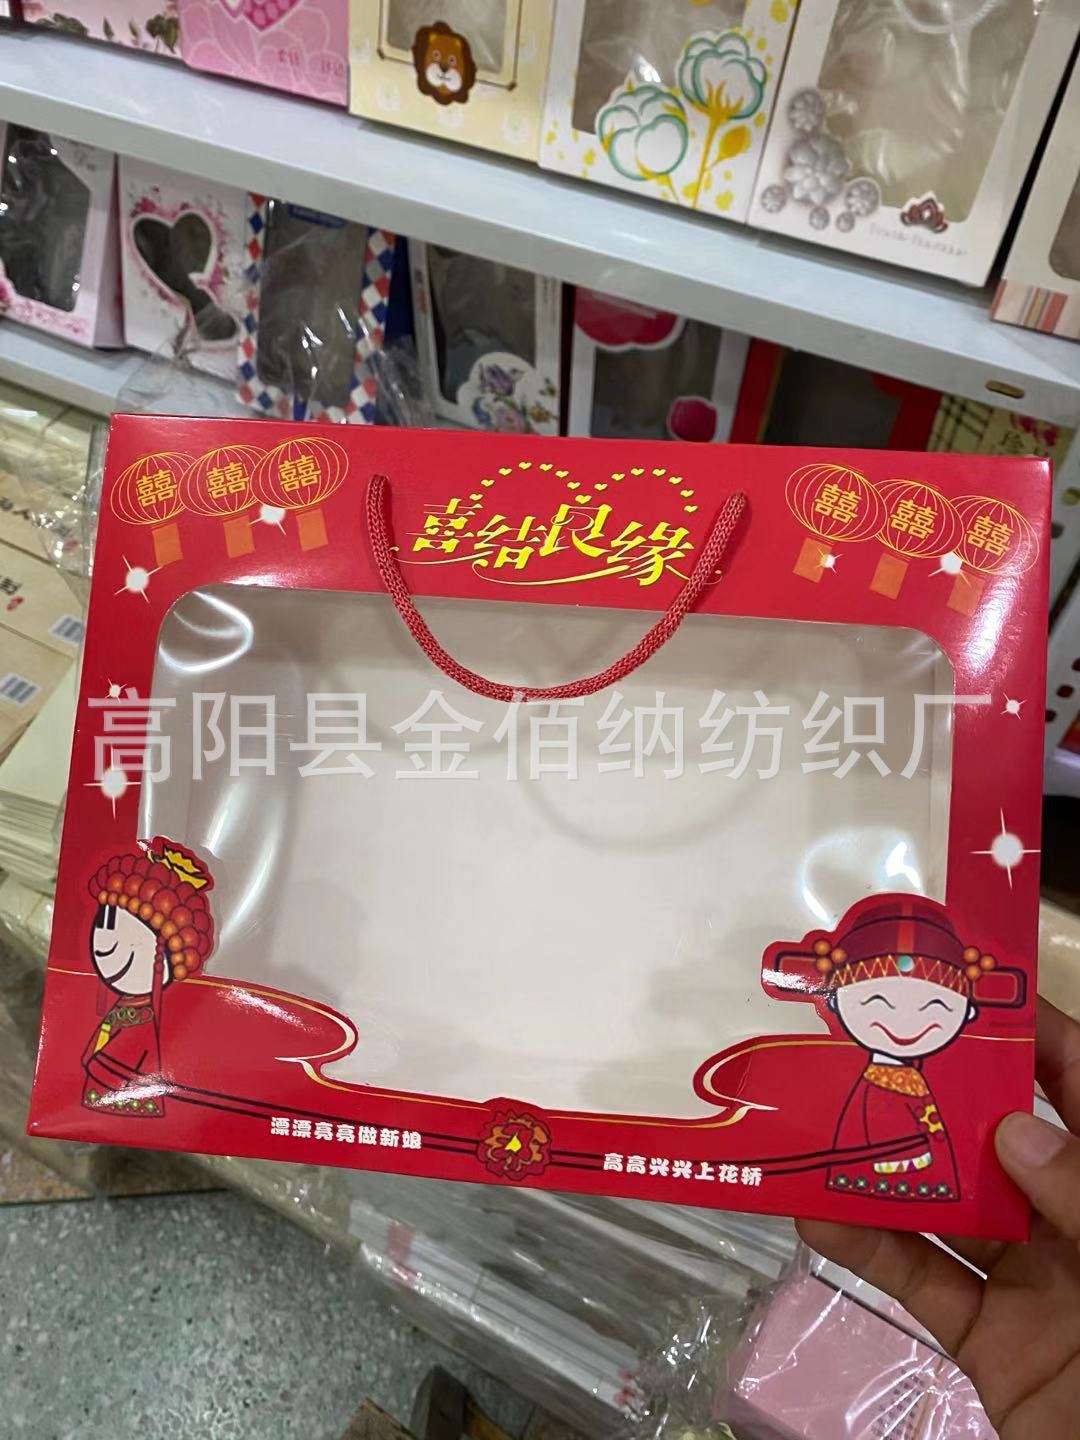 囍 囍 囍
喜结良缘
囍 囍 囍
高阳县金佰纳纺织厂
漂漂亮亮做新娘
高高兴兴上花轿